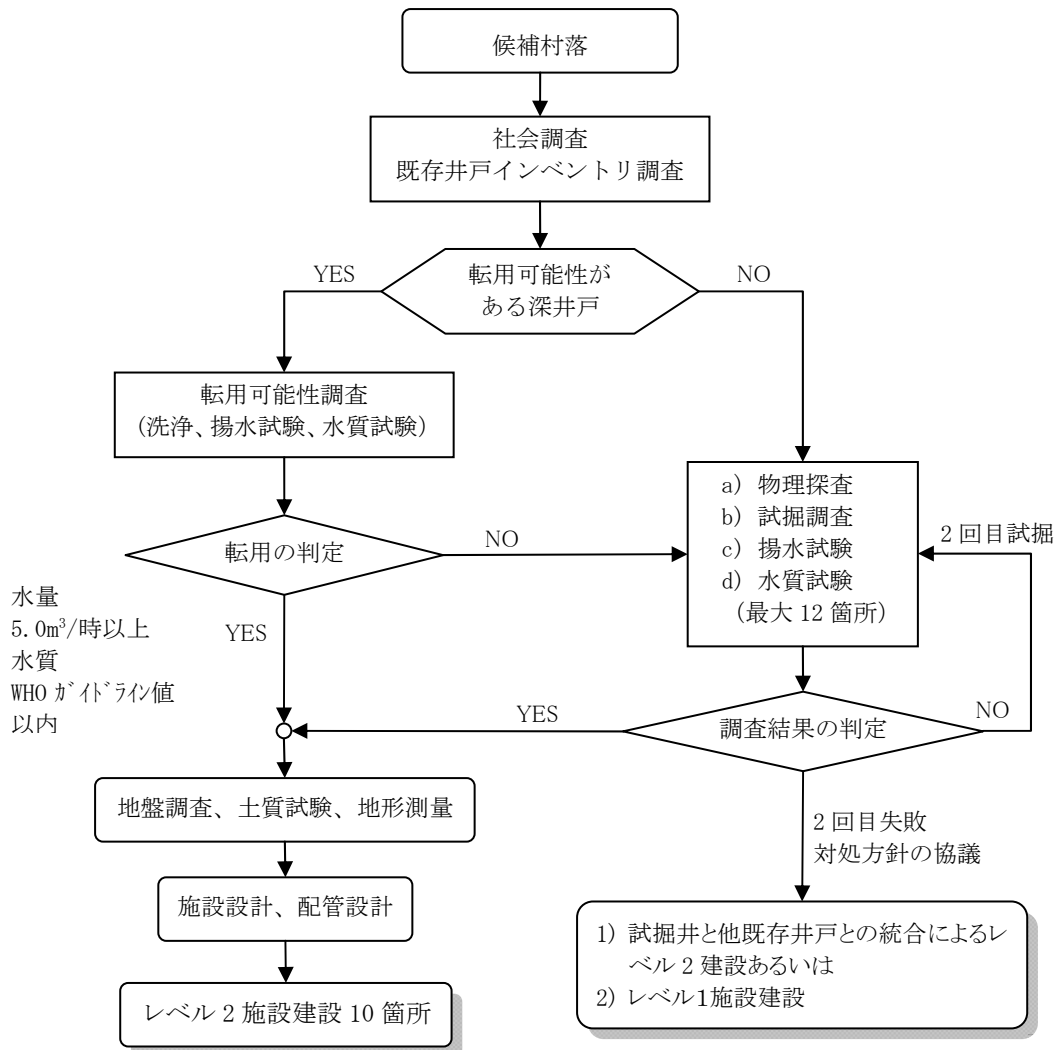 候補村落
社会調査
既存井戸インベントリ調査
転用可能性が
ある深井戸
YES
NO
転用可能性調査
(洗浄、揚水試験、水質試験)
転用の判定
NO
YES
水量
5.0m³/時以上
水質
WHO ｶﾞｲﾄﾞﾗｲﾝ値
以内
a) 物理探査
b) 試掘調査
c) 揚水試験
d) 水質試験
(最大 12 箇所)
2 回目試掘
調査結果の判定
YES
NO
地盤調査、土質試験、地形測量
施設設計、配管設計
レベル 2 施設建設 10 箇所
2 回目失敗
対処方針の協議
1) 試掘井と他既存井戸との統合によるレ
ベル 2 建設あるいは
2) レベル1施設建設